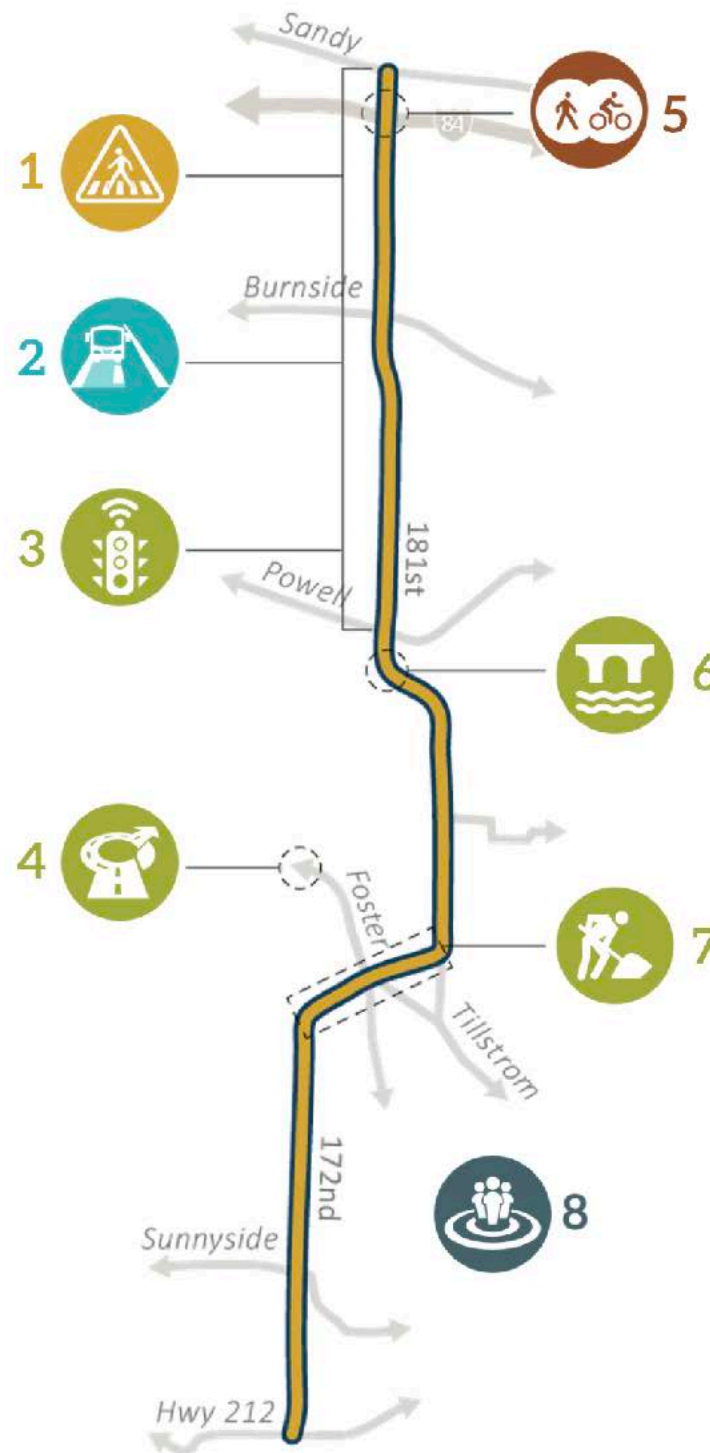 Sandy
84
5
1
Burnside
2
181st
3
Powell
6
4
Foster
7
Tillstrom
172nd
8
Sunnyside
Hwy 212